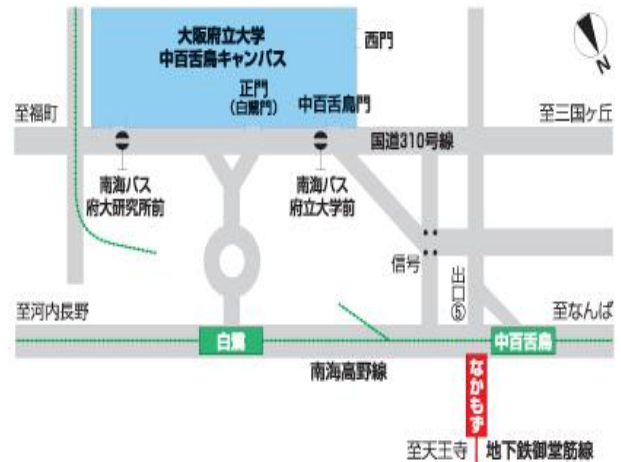 大阪府立大学
中百舌鳥キャンパス
西門
正門
(白鷺門)
中百舌鳥門
N
至福町
至三国ヶ丘
国道310号線
南海バス
府大研究所前
南海バス
府立大学前
信号
出口⑤
至河内長野
至なんば
白鷺
中百舌鳥
南海高野線
なかもず
至天王寺
地下鉄御堂筋線